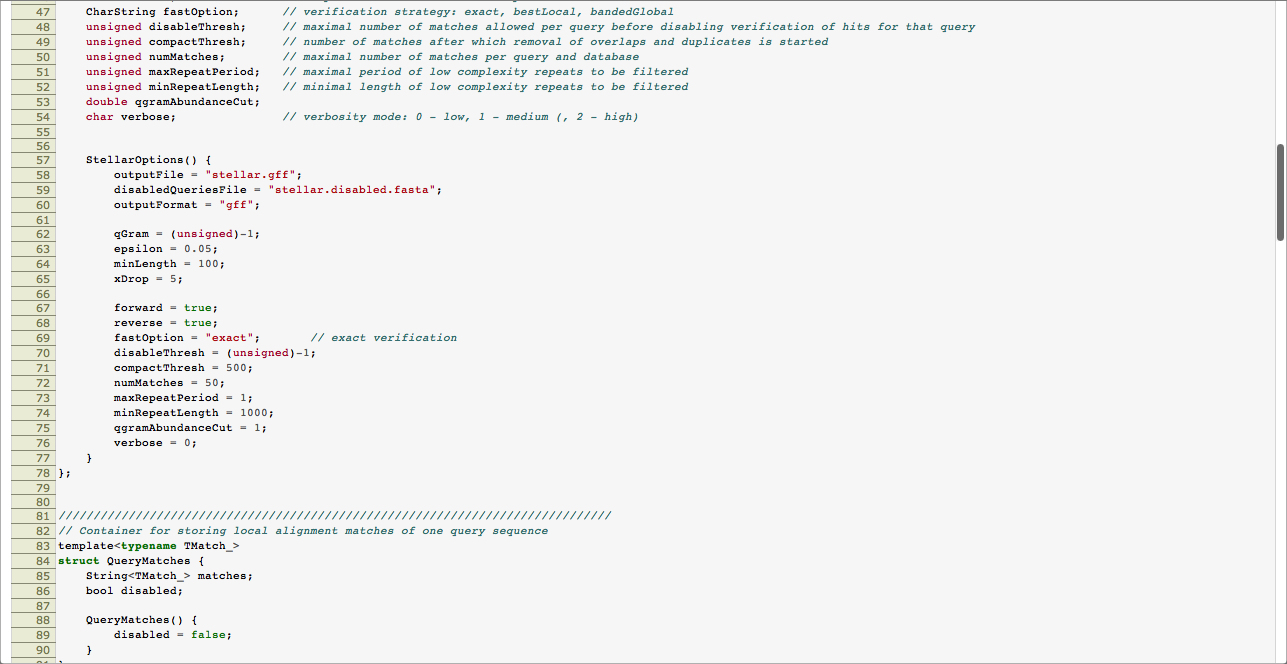 47 CharString fastOption; // verification strategy: exact, bestLocal, bandedGlobal
48 unsigned disableThresh; // maximal number of matches allowed per query before disabling verification of hits for that query
49 unsigned compactThresh; // number of matches after which removal of overlaps and duplicates is started
50 unsigned numMatches; // maximal number of matches per query and database
51 unsigned maxRepeatPeriod; // maximal period of low complexity repeats to be filtered
52 unsigned minRepeatLength; // minimal length of low complexity repeats to be filtered
53 double qgramAbundanceCut;
54 char verbose; // verbosity mode: 0 - low, 1 - medium (, 2 - high)
55
56
57 StellarOptions() {
58 outputFile = "stellar.gff";
59 disabledQueriesFile = "stellar.disabled.fasta";
60 outputFormat = "gff";
61
62 qGram = (unsigned)-1;
63 epsilon = 0.05;
64 minLength = 100;
65 xDrop = 5;
66
67 forward = true;
68 reverse = true;
69 fastOption = "exact"; // exact verification
70 disableThresh = (unsigned)-1;
71 compactThresh = 500;
72 numMatches = 50;
73 maxRepeatPeriod = 1;
74 minRepeatLength = 1000;
75 qgramAbundanceCut = 1;
76 verbose = 0;
77 }
78 };
79
80
81 ///////////////////////////////////////////////////////////////////////////////
82 // Container for storing local alignment matches of one query sequence
83 template<typename TMatch_>
84 struct QueryMatches {
85 String<TMatch_> matches;
86 bool disabled;
87
88 QueryMatches() {
89 disabled = false;
90 }